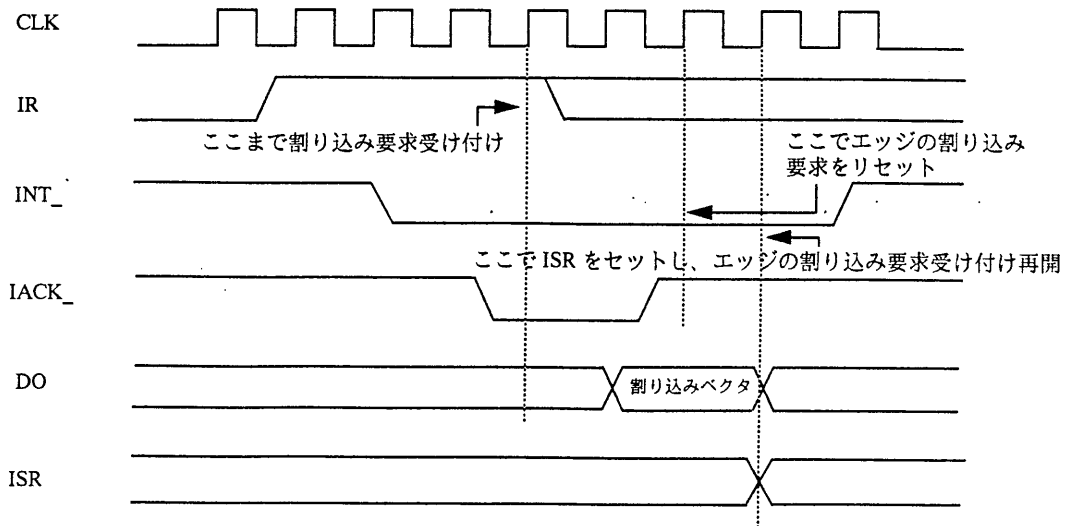 CLK
IR
ここまで割り込み要求受け付け
ここでエッジの割り込み
要求をリセット
INT_
ここで ISR をセットし、エッジの割り込み要求受け付け再開
IACK_
DO
割り込みベクタ
ISR